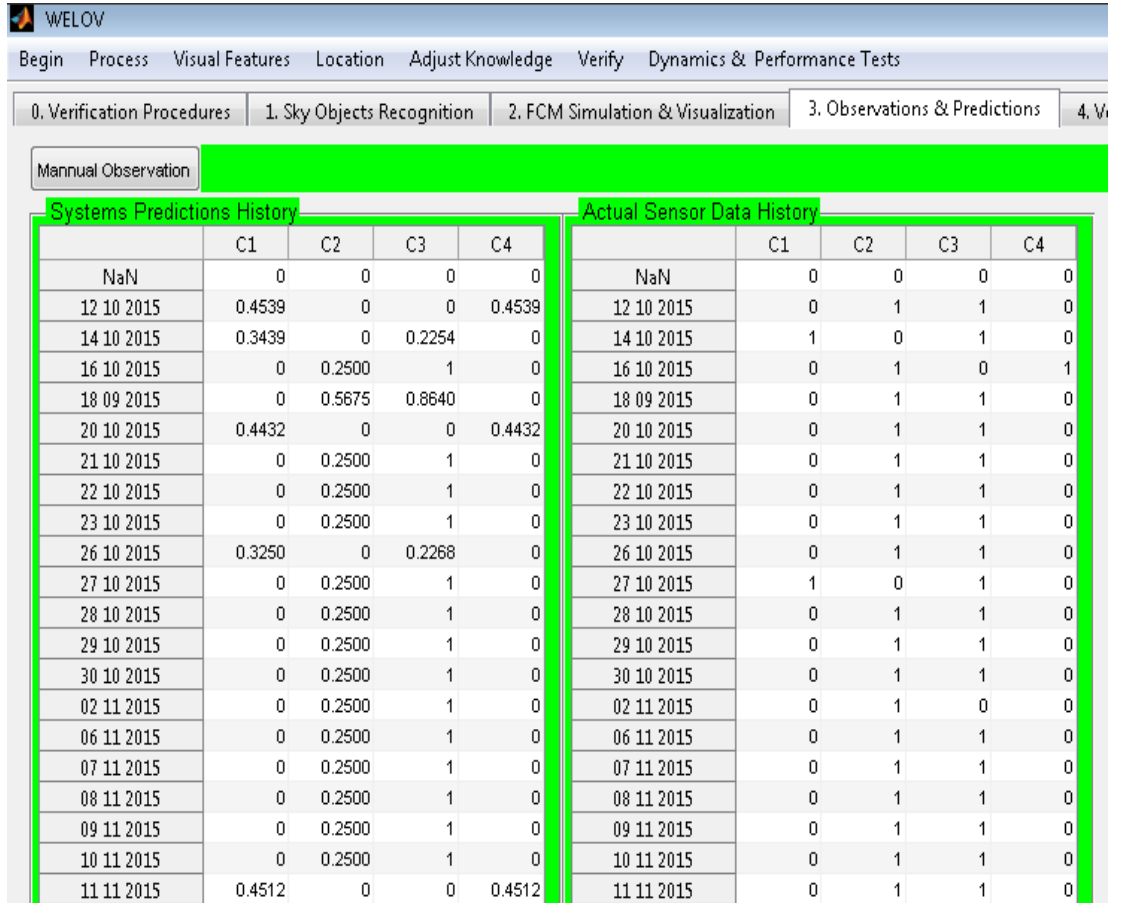 WELOV
Begin Process Visual Features Location Adjust Knowledge Verify Dynamics & Performance Tests
0. Verification Procedures 1. Sky Objects Recognition 2. FCM Simulation & Visualization 3. Observations & Predictions 4.
Mannual Observation
Systems Predictions History Actual Sensor Data History
C1 C2 C3 C4 C1 C2 C3 C4
NaN 0 0 0 0 NaN 0 0 0 0
12 10 2015 0.4539 0 0 0.4539 12 10 2015 0 1 1 0
14 10 2015 0.3439 0 0.2254 0 14 10 2015 1 0 1 0
16 10 2015 0 0.2500 1 0 16 10 2015 0 1 0 1
18 09 2015 0 0.5675 0.8640 0 18 09 2015 0 1 1 0
20 10 2015 0.4432 0 0 0.4432 20 10 2015 0 1 1 0
21 10 2015 0 0.2500 1 0 21 10 2015 0 1 1 0
22 10 2015 0 0.2500 1 0 22 10 2015 0 1 1 0
23 10 2015 0 0.2500 1 0 23 10 2015 0 1 1 0
26 10 2015 0.3250 0 0.2268 0 26 10 2015 0 1 1 0
27 10 2015 0 0.2500 1 0 27 10 2015 1 0 1 0
28 10 2015 0 0.2500 1 0 28 10 2015 0 1 1 0
29 10 2015 0 0.2500 1 0 29 10 2015 0 1 1 0
30 10 2015 0 0.2500 1 0 30 10 2015 0 1 1 0
02 11 2015 0 0.2500 1 0 02 11 2015 0 1 0 0
06 11 2015 0 0.2500 1 0 06 11 2015 0 1 1 0
07 11 2015 0 0.2500 1 0 07 11 2015 0 1 1 0
08 11 2015 0 0.2500 1 0 08 11 2015 0 1 1 0
09 11 2015 0 0.2500 1 0 09 11 2015 0 1 1 0
10 11 2015 0 0.2500 1 0 10 11 2015 0 1 1 0
11 11 2015 0.4512 0 0 0.4512 11 11 2015 0 1 1 0